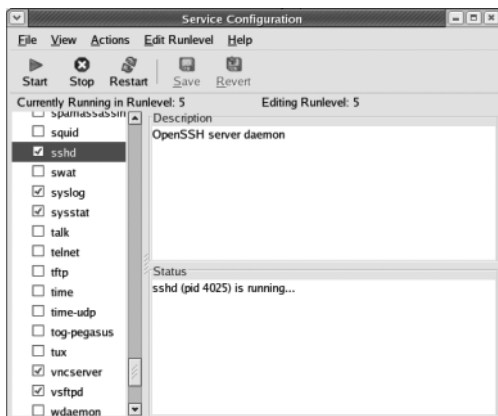 Service Configuration
File View Actions Edit Runlevel Help
Start Stop Restart Save Revert
Currently Running in Runlevel: 5 Editing Runlevel: 5
spamassassin
squid
sshd
swat
syslog
sysstat
talk
telnet
tftp
time
time-udp
tog-pegasus
tux
vncserver
vsftpd
wdaemon
Description
OpenSSH server daemon
Status
sshd (pid 4025) is running...